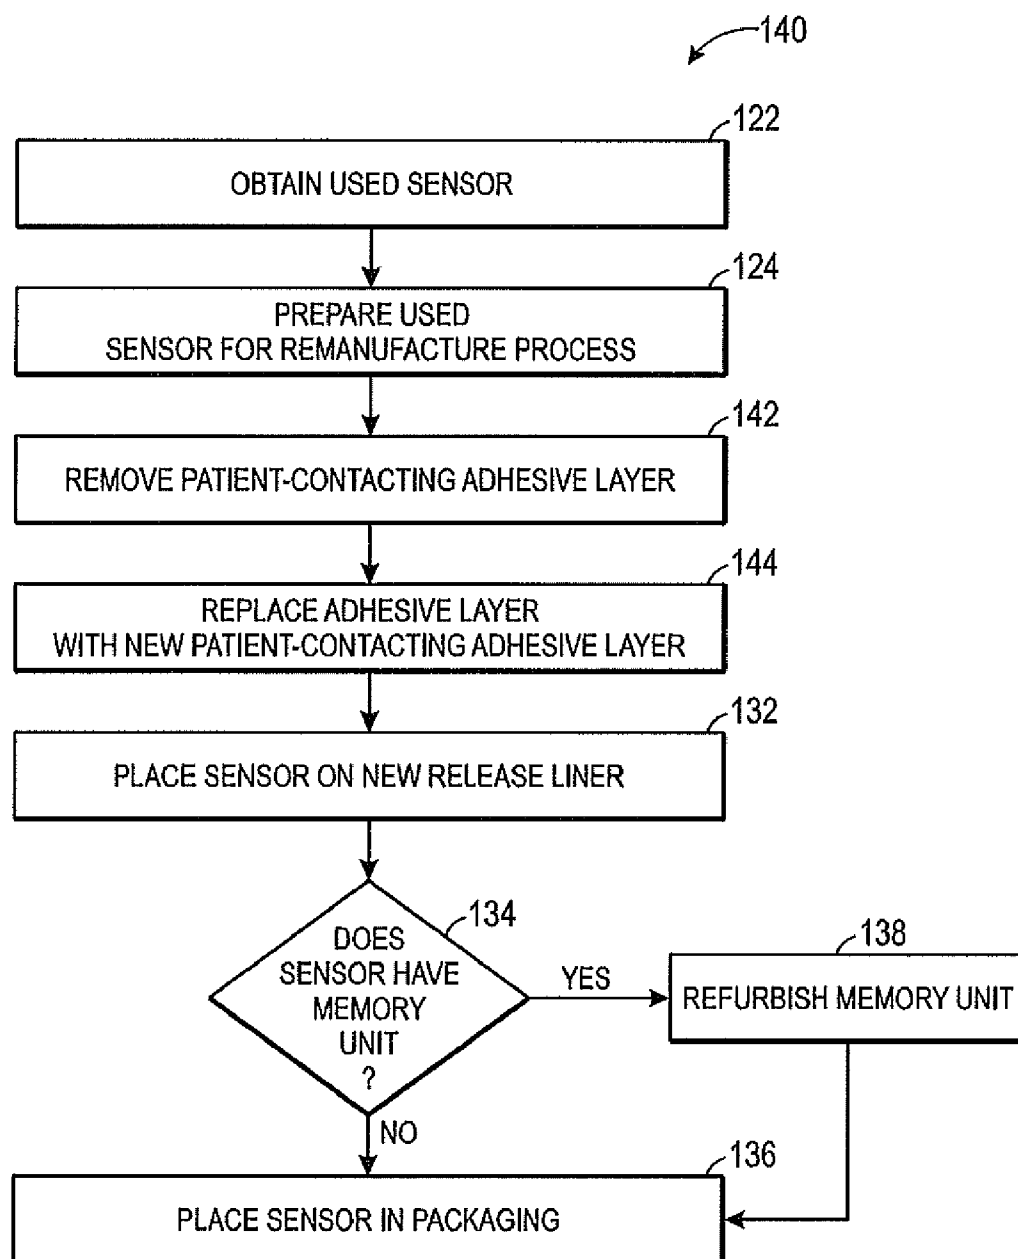 140
122
OBTAIN USED SENSOR
124
PREPARE USED
SENSOR FOR REMANUFACTURE PROCESS
142
REMOVE PATIENT-CONTACTING ADHESIVE LAYER
144
REPLACE ADHESIVE LAYER
WITH NEW PATIENT-CONTACTING ADHESIVE LAYER
132
PLACE SENSOR ON NEW RELEASE LINER
134
DOES
SENSOR HAVE
MEMORY
UNIT
?
YES
138
REFURBISH MEMORY UNIT
NO
136
PLACE SENSOR IN PACKAGING